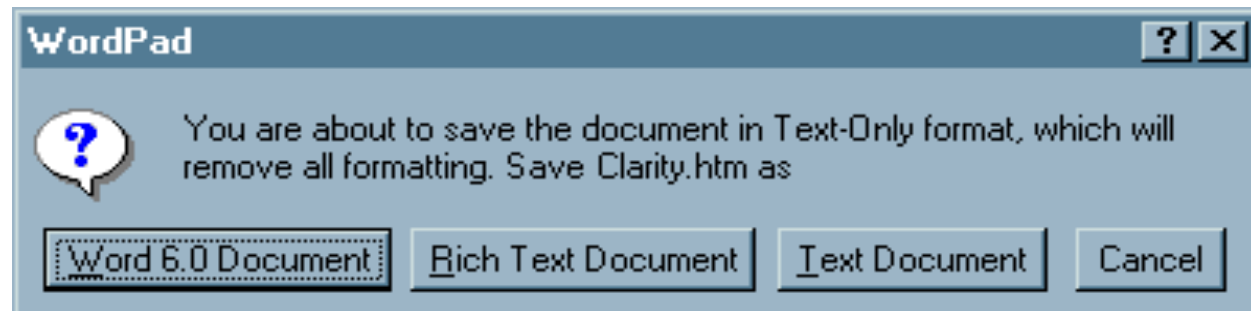 WordPad
You are about to save the document in Text-Only format, which will
remove all formatting. Save Clarity.htm as
Word 6.0 Document Rich Text Document Text Document Cancel